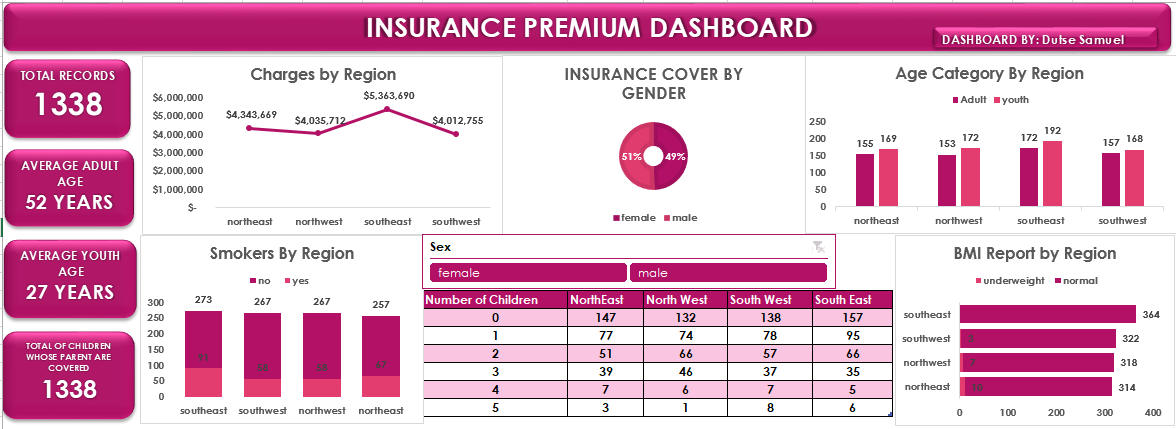 INSURANCE PREMIUM DASHBOARD
DASHBOARD BY: Dutse Samuel
TOTAL RECORDS
1338
AVERAGE ADULT
AGE
52 YEARS
AVERAGE YOUTH
AGE
27 YEARS
TOTAL OF CHILDREN
WHOSE PARENT ARE
COVERED
1338
Charges by Region
$6,000,000
$5,000,000
$4,000,000
$3,000,000
$2,000,000
$1,000,000
$-
$4,343,669
$4,035,712
$5,363,690
$4,012,755
northeast northwest southeast southwest
INSURANCE COVER BY
GENDER
51% 49%
female male
Age Category By Region
Adult youth
250
200
150
100
50
0
155 169 153 172 172 192 157 168
northeast northwest southeast southwest
Smokers By Region
no yes
300
250
200
150
100
50
0
273 267 267 257
91 58 58 67
southeast southwest northwest northeast
Sex
female male
Number of Children NorthEast North West South West South East
0 147 132 138 157
1 77 74 78 95
2 51 66 57 66
3 39 46 37 35
4 7 6 7 5
5 3 1 8 6
BMI Report by Region
underweight normal
southeast 364
southwest 322
northwest 318
northeast 10 314
0 100 200 300 400